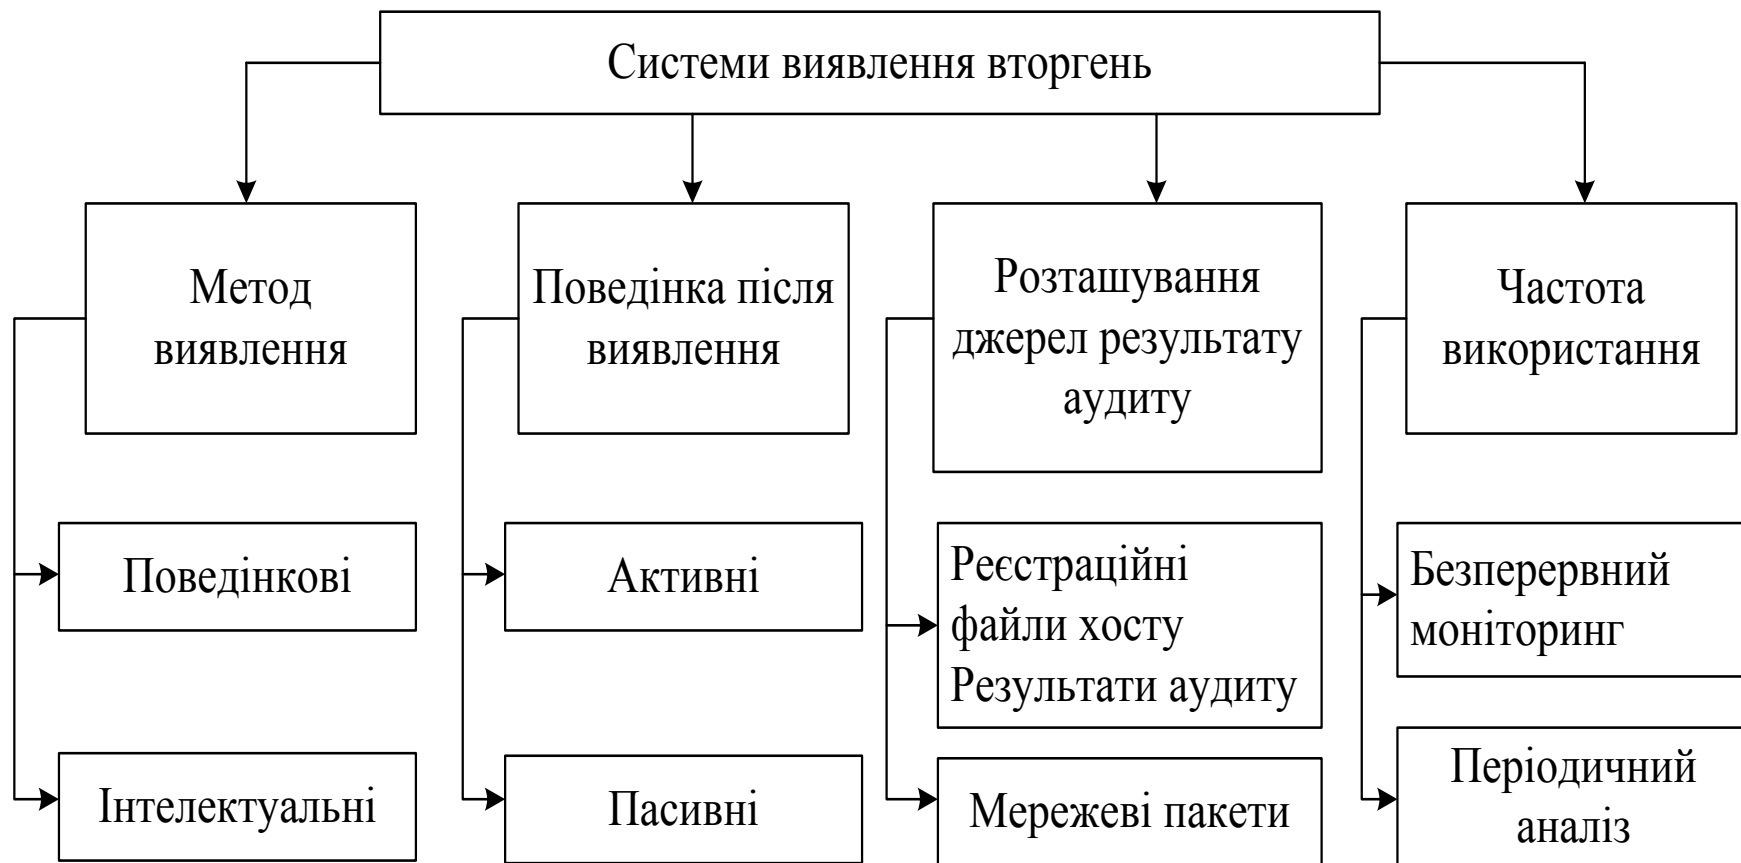 Системи виявлення вторгень
Метод
виявлення
Поведінка після
виявлення
Розташування
джерел результату
аудиту
Частота
використання
Поведінкові
Активні
Реєстраційні
файли хосту
Результати аудиту
Безперервний
моніторинг
Інтелектуальні
Пасивні
Мережеві пакети
Періодичний
аналіз